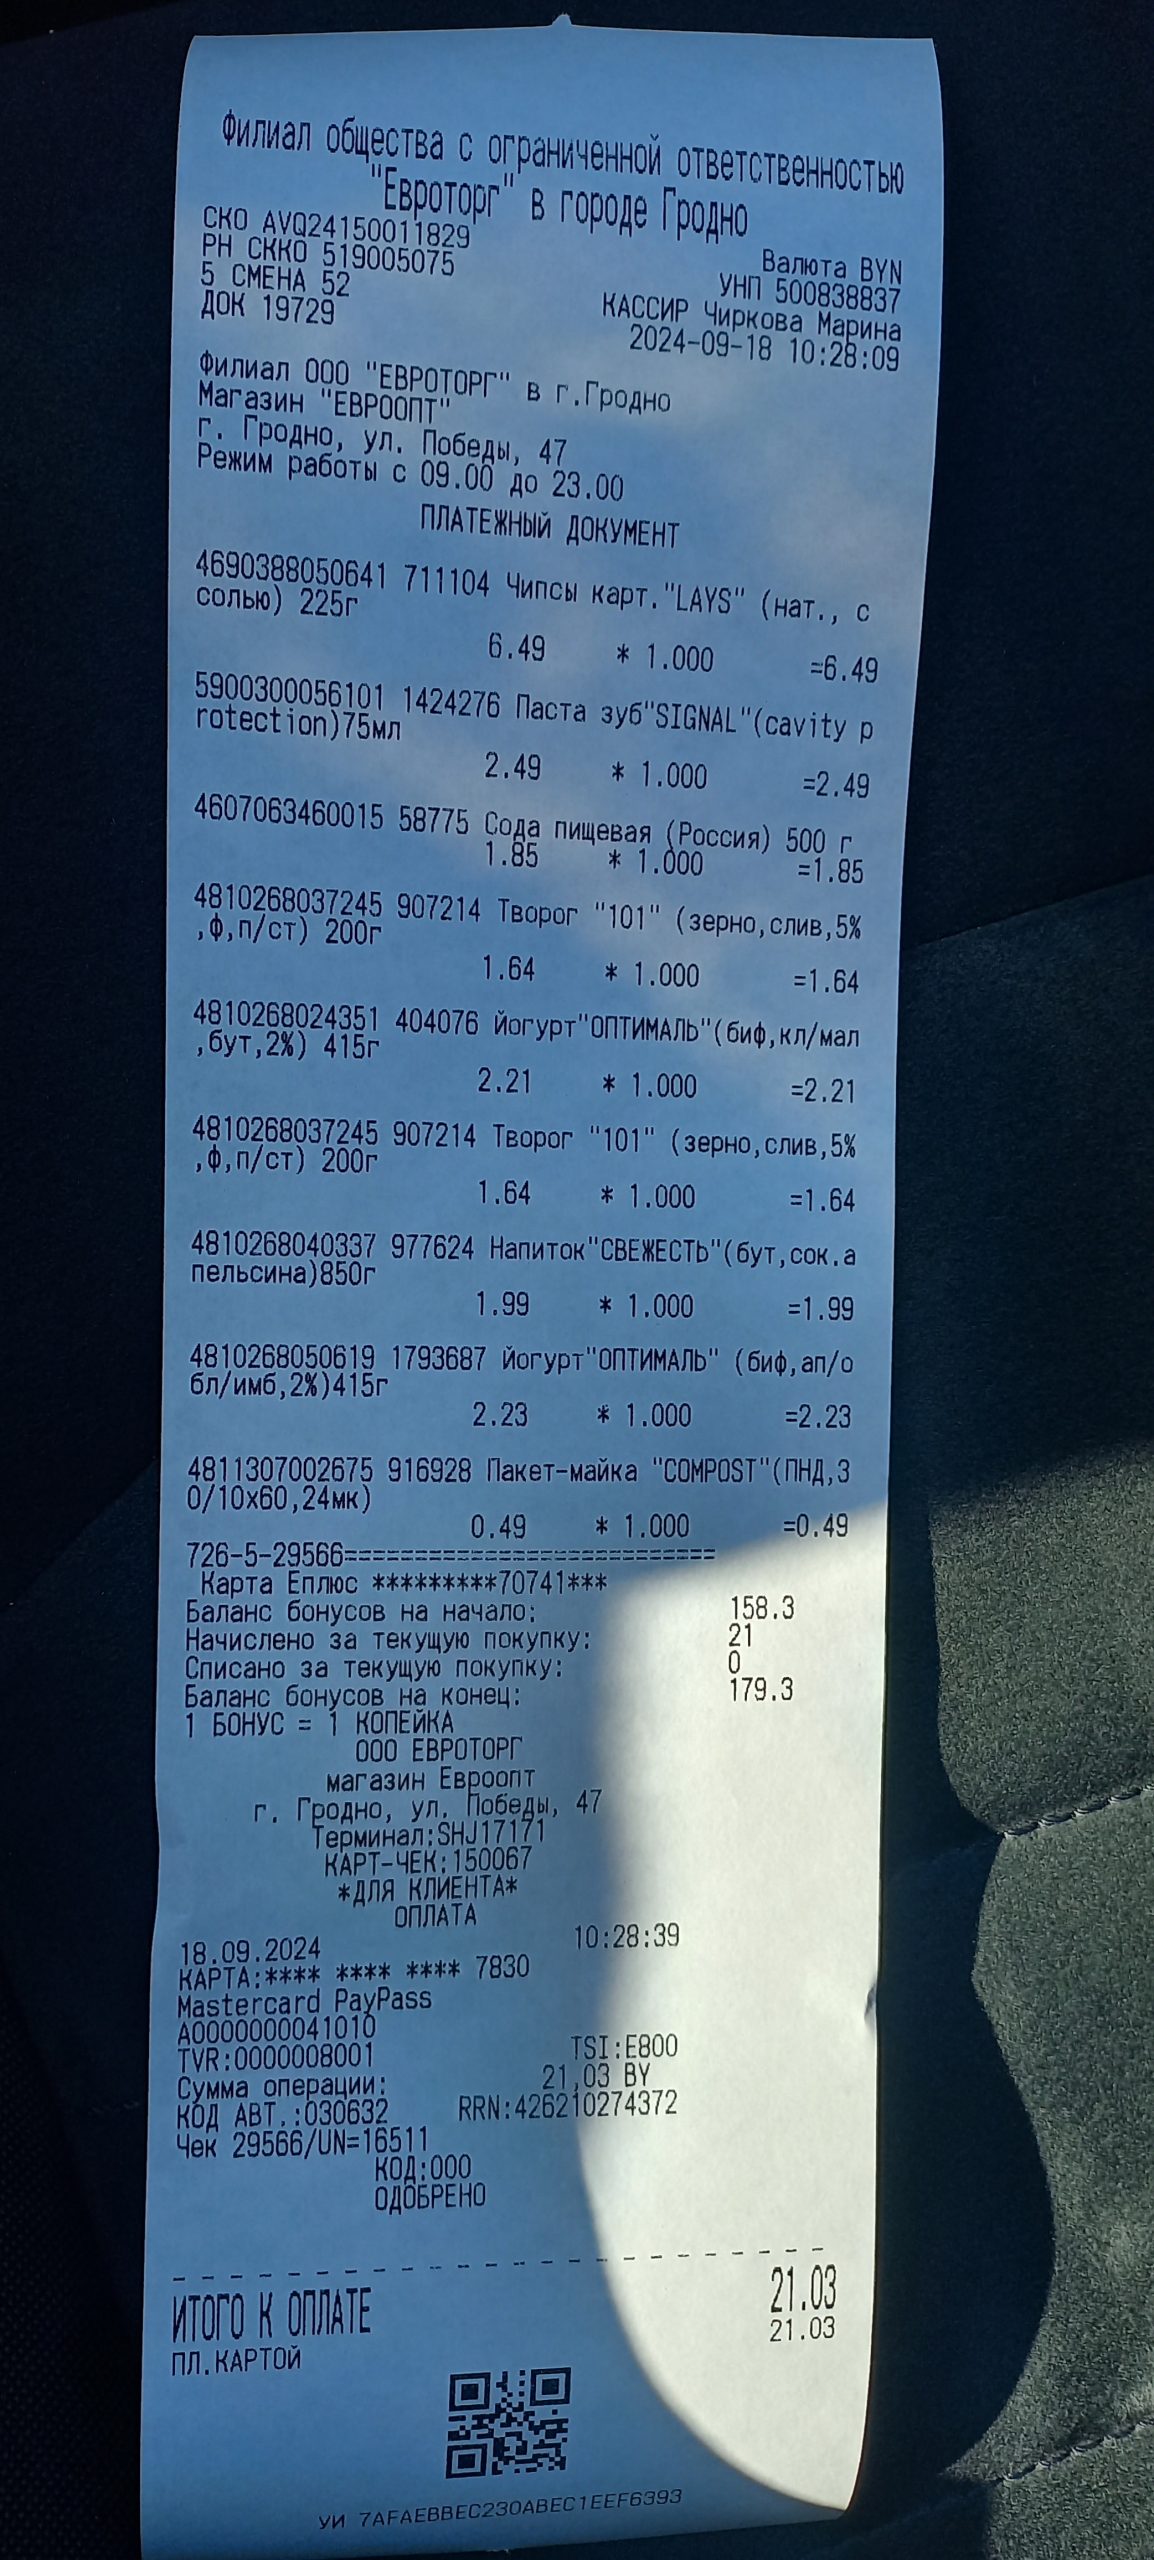 Филиал общества с ограниченной ответственностью
"Евроторг" в городе Гродно
СКО AVQ24150011829
Валюта BYN
РН СККО 519005075
УНП 500838837
5 СМЕНА 52
КАССИР Чиркова Марина
ДОК 19729
2024-09-18 10:28:09
Филиал ООО "ЕВРОТОРГ" в г.Гродно
Магазин "ЕВРООПТ"
г. Гродно, ул. Победы, 47
Режим работы с 09.00 до 23.00
ПЛАТЕЖНЫЙ ДОКУМЕНТ
4690388050641 711104 Чипсы карт."LAYS" (нат., с
солью) 225г
6.49 * 1.000 =6.49
5900300056101 1424276 Паста зуб"SIGNAL"(cavity p
rotection)75мл
2.49 * 1.000 =2.49
4607063460015 58775 Сода пищевая (Россия) 500 г
1.85 * 1.000 =1.85
4810268037245 907214 Творог "101" (зерно,слив,5%
,ф,п/ст) 200г
1.64 * 1.000 =1.64
4810268024351 404076 Йогурт"ОПТИМАЛЬ"(биф,кл/мал
,бут,2%) 415г
2.21 * 1.000 =2.21
4810268037245 907214 Творог "101" (зерно,слив,5%
,ф,п/ст) 200г
1.64 * 1.000 =1.64
4810268040337 977624 Напиток"СВЕЖЕСТЬ"(бут,сок.а
пельсина)850г
1.99 * 1.000 =1.99
4810268050619 1793687 Йогурт"ОПТИМАЛЬ" (биф,ап/о
бл/имб,2%)415г
2.23 * 1.000 =2.23
4811307002675 916928 Пакет-майка "COMPOST"(ПНД,3
0/10х60,24мк)
0.49 * 1.000 =0.49
726-5-29566==========================
Карта Еплюс *********70741***
Баланс бонусов на начало: 158.3
Начислено за текущую покупку: 21
Списано за текущую покупку: 0
Баланс бонусов на конец: 179.3
1 БОНУС = 1 КОПЕЙКА
ООО ЕВРОТОРГ
магазин Евроопт
г. Гродно, ул. Победы, 47
Терминал:SHJ17171
КАРТ-ЧЕК:150067
*ДЛЯ КЛИЕНТА*
ОПЛАТА
18.09.2024 10:28:39
КАРТА:**** **** **** 7830
Mastercard PayPass
A0000000041010
TVR:0000008001 TSI:E800
Сумма операции: 21,03 BY
КОД АВТ.:030632 RRN:426210274372
Чек 29566/UN=16511
КОД:000
ОДОБРЕНО
ИТОГО К ОПЛАТЕ 21.03
ПЛ.КАРТОЙ 21.03
УИ 7AFAEBBEC230ABEC1EEF6393